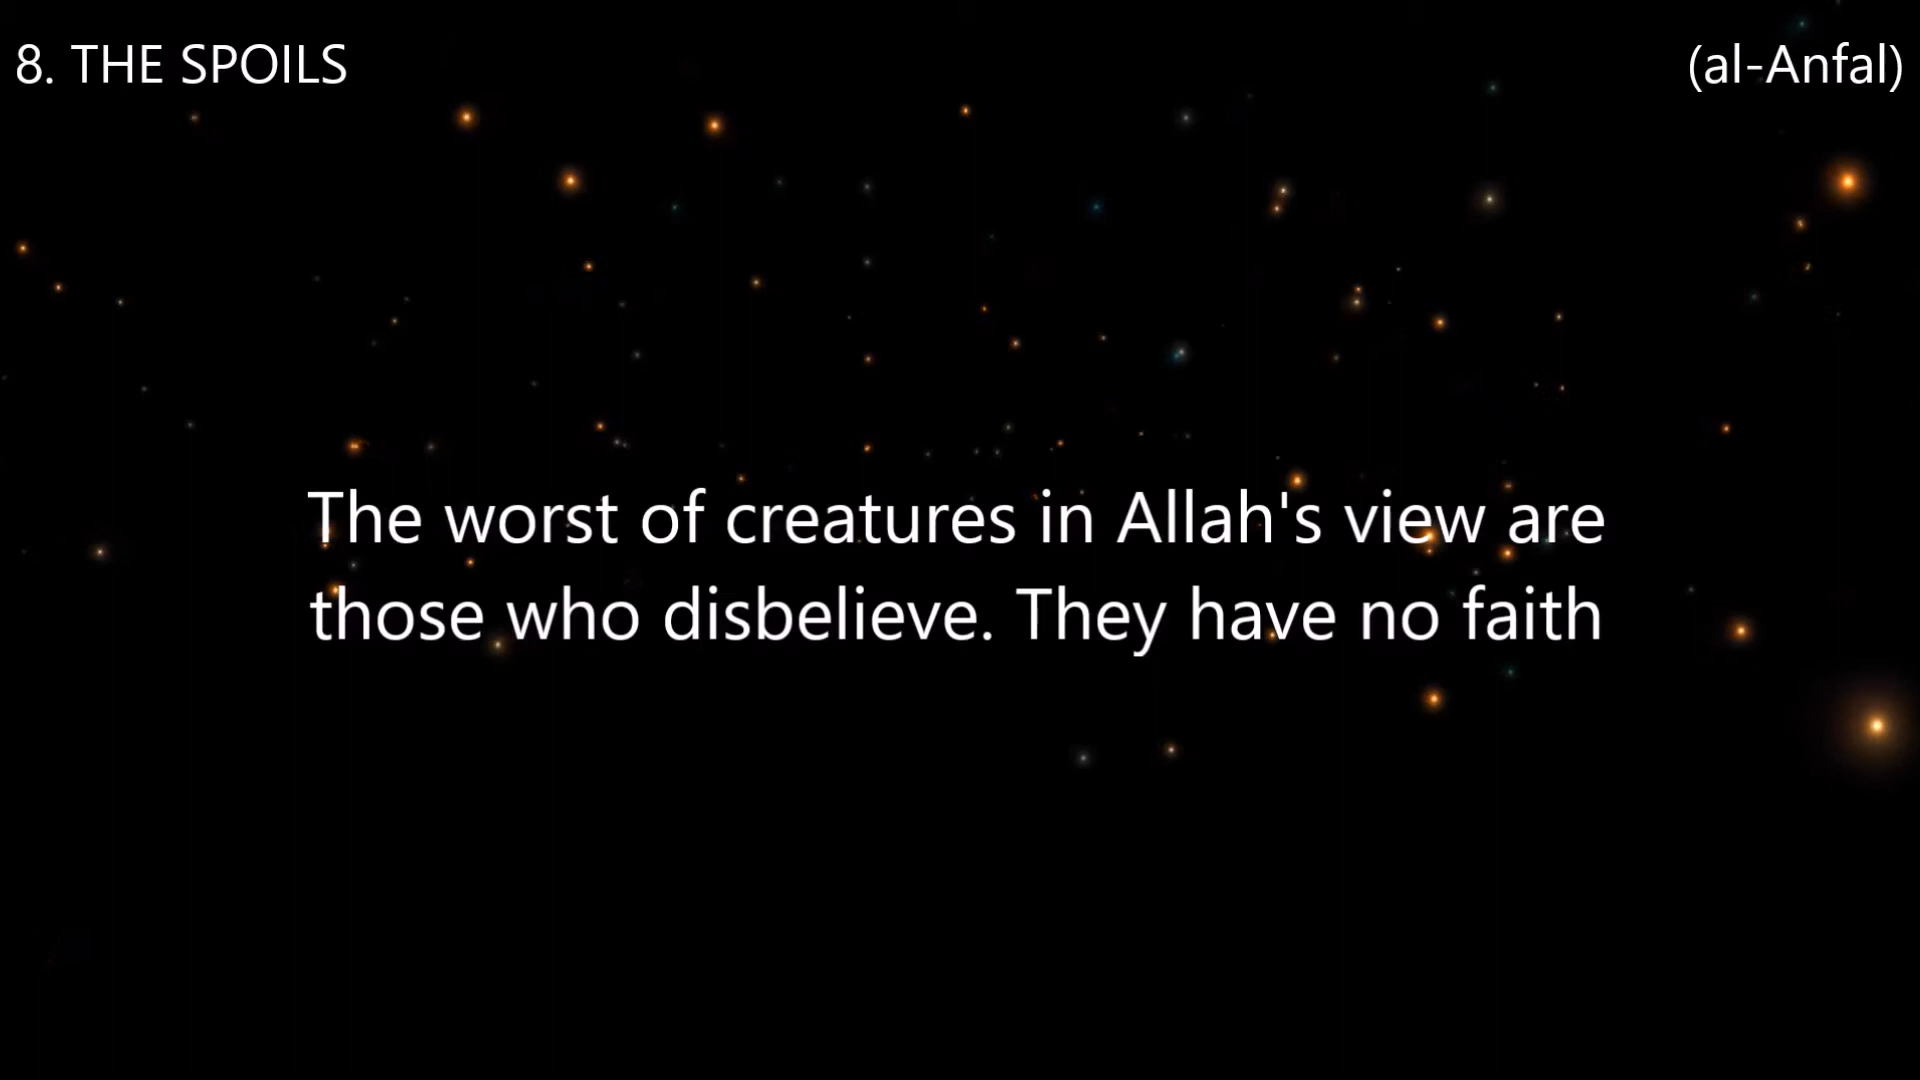 8. THE SPOILS
(al-Anfal)
The worst of creatures in Allah's view are
those who disbelieve. They have no faith